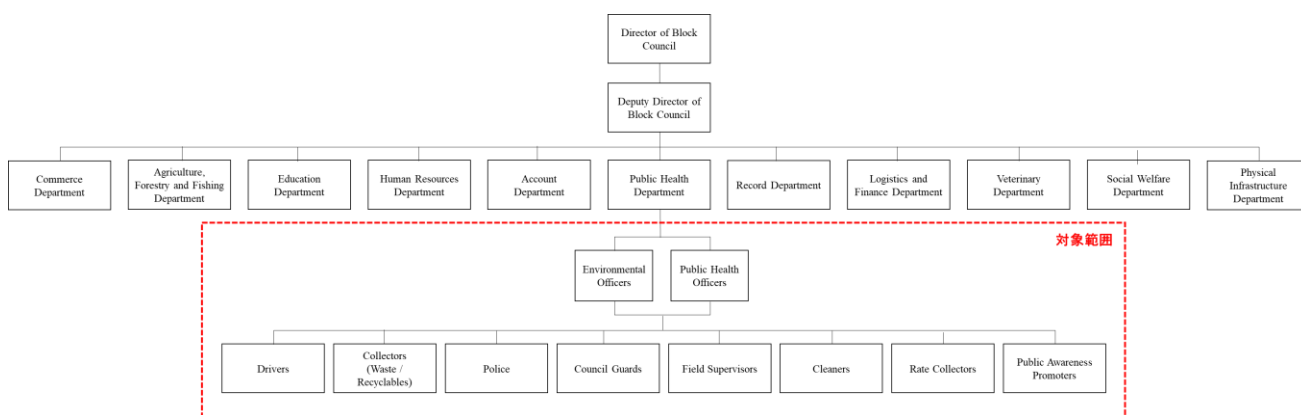 Director of Block
Council
Deputy Director of
Block Council
Commerce
Department
Agriculture,
Forestry and Fishing
Department
Education
Department
Human Resources
Department
Account
Department
Public Health
Department
Record Department
Logistics and
Finance Department
Veterinary
Department
Social Welfare
Department
Physical
Infrastructure
Department
対象範囲
Environmental
Officers
Public Health
Officers
Drivers
Collectors
(Waste /
Recyclables)
Police
Council Guards
Field Supervisors
Cleaners
Rate Collectors
Public Awareness
Promoters